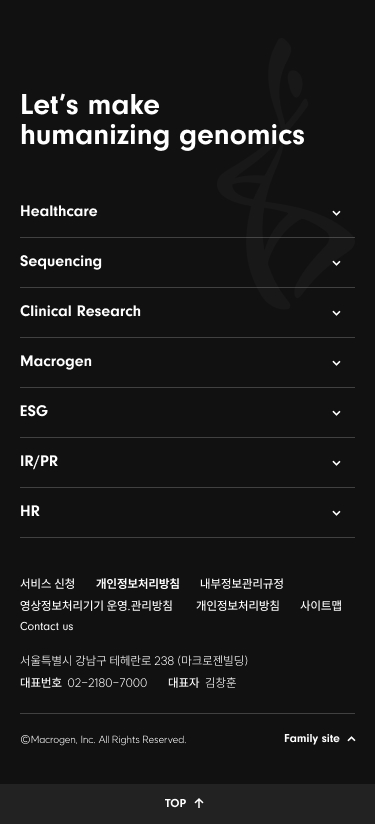 Let's make
humanizing genomics
Healthcare
Sequencing
Clinical Research
Macrogen
ESG
IR/PR
HR
서비스 신청 개인정보처리방침 내부정보관리규정
영상정보처리기기 운영.관리방침 개인정보처리방침 사이트맵
Contact us
서울특별시 강남구 테헤란로 238 (마크로젠빌딩)
대표번호 02-2180-7000 대표자 김창훈
©Macrogen, Inc. All Rights Reserved. Family site
TOP ↑